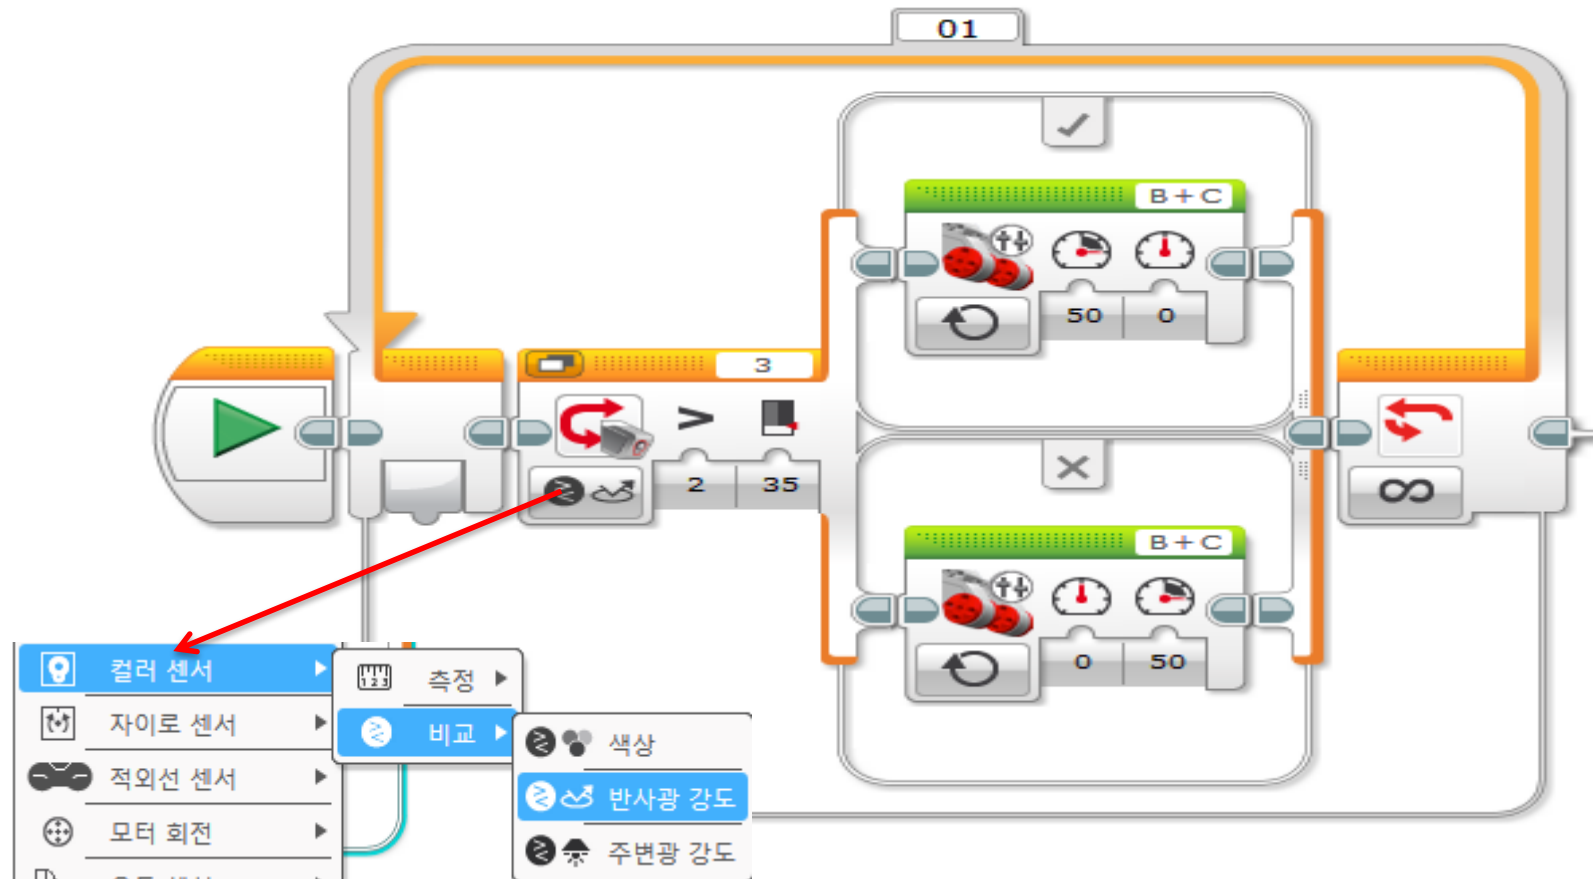 01
B+C
50 0
3
2 35
B+C
0 50
컬러 센서
자이로 센서
적외선 센서
모터 회전
측정
비교
색상
반사광 강도
주변광 강도